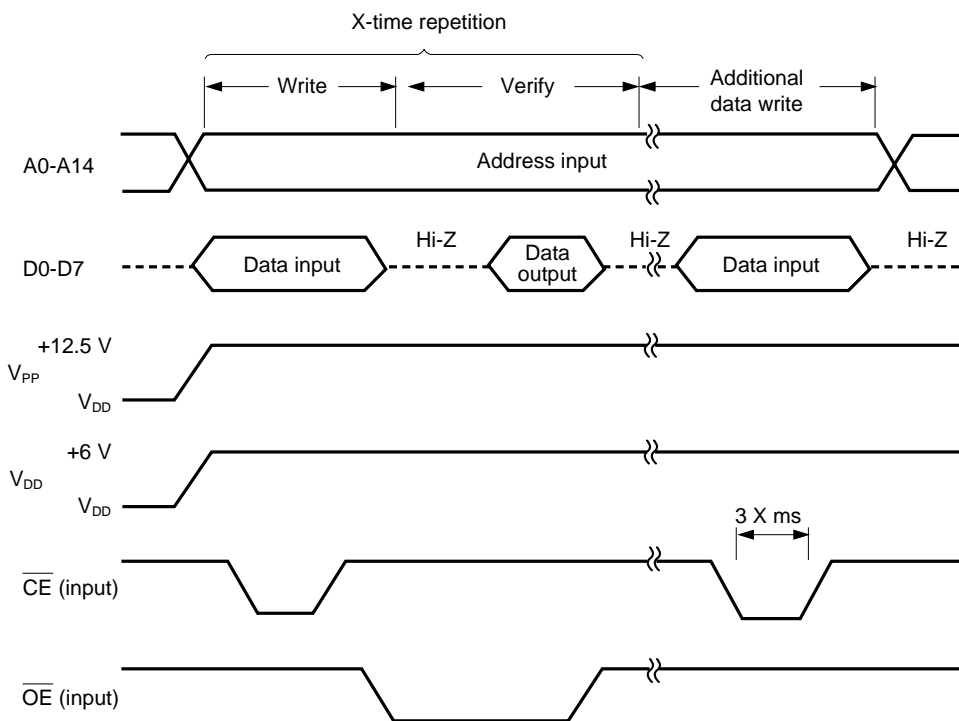 X-time repetition
Write
Verify
Additional
data write
A0-A14
Address input
D0-D7
Data input
Hi-Z
Data
output
Hi-Z
Data input
Hi-Z
+12.5 V
VPP
VDD
+6 V
VDD
VDD
3 X ms
CE (input)
OE (input)